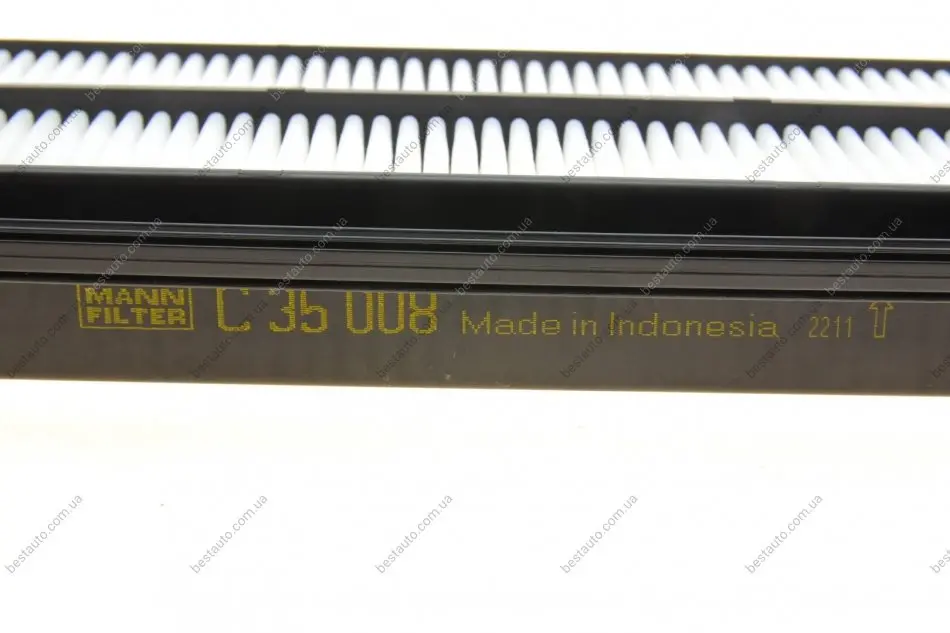 MANN
FILTER
C 35 008 Made in Indonesia 2211
bestauto.com.ua